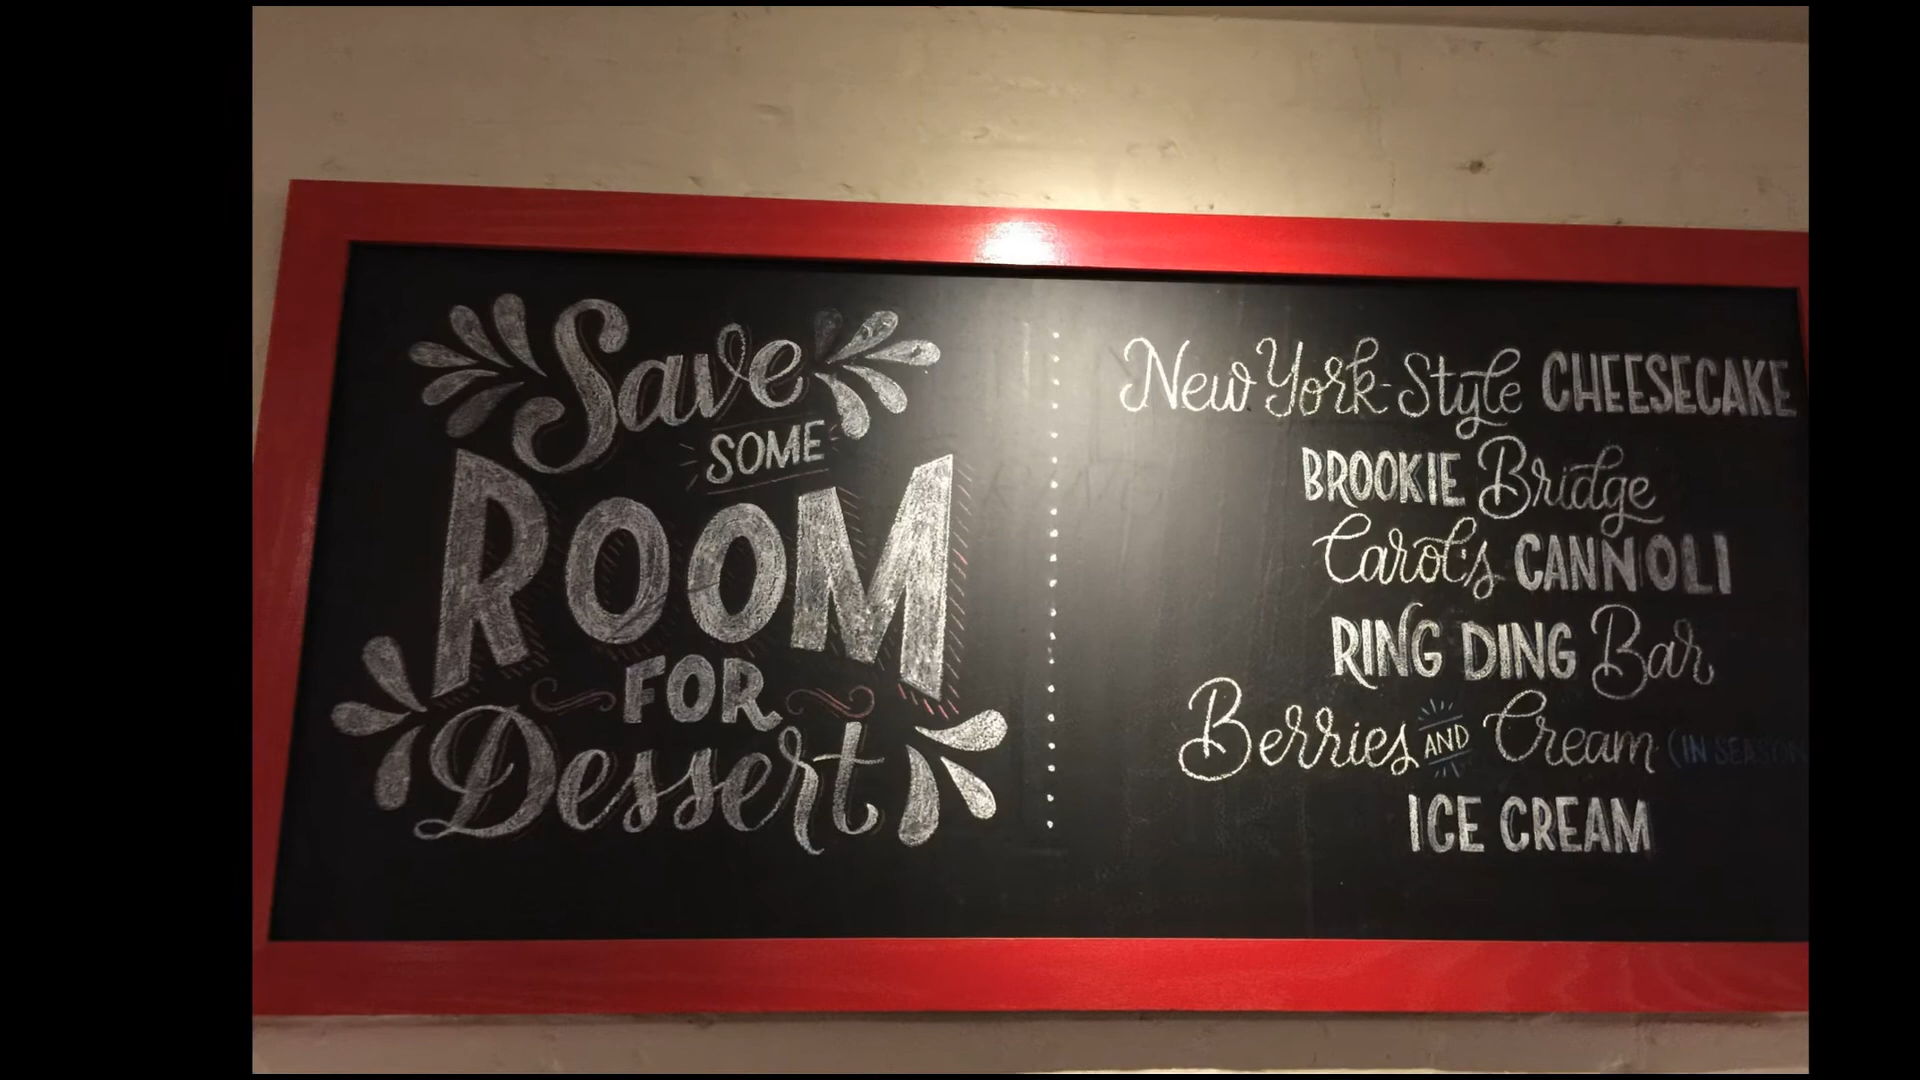 Save
SOME
ROOM
FOR
Dessert
New York-Style CHEESECAKE
BROOKIE Bridge
Carol's CANNOLI
RING DING Bar
Berries AND Cream (IN SEASON
ICE CREAM